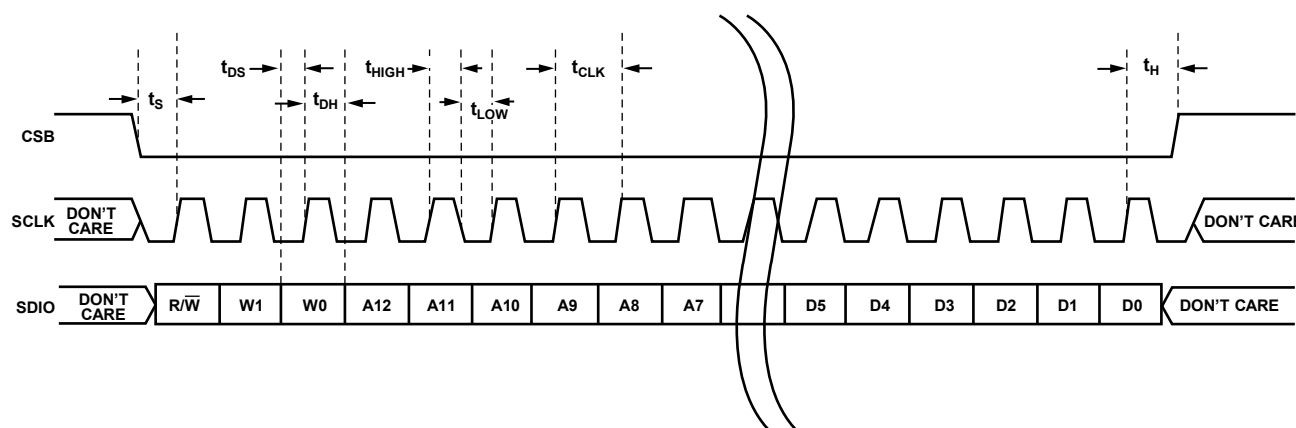 tDS
tHIGH
tCLK
tH
tS
tDH
tLOW
CSB
SCLK
DON'T
CARE
DON'T CARE
SDIO
DON'T
CARE
R/W̅ W1 W0 A12 A11 A10 A9 A8 A7 D5 D4 D3 D2 D1 D0 DON'T CARE